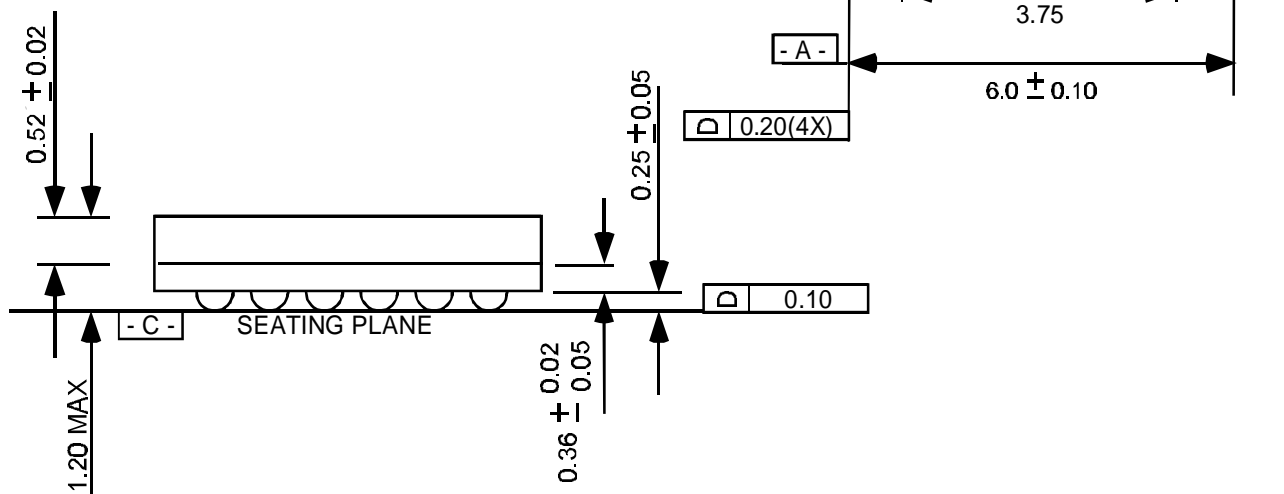 3.75
- A -
6.0 ± 0.10
0.52 ± 0.02
0.25 ± 0.05
D 0.20(4X)
D 0.10
- C -
SEATING PLANE
0.36 ± 0.02
0.05
1.20 MAX